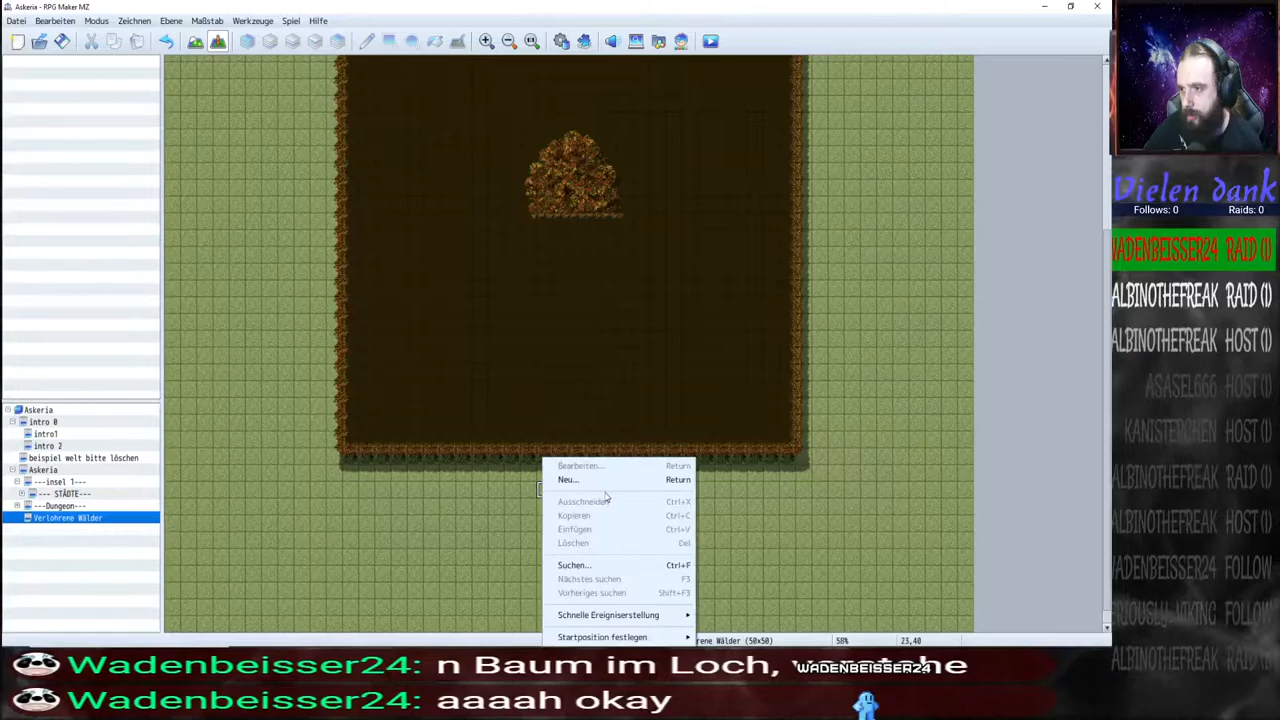 Askeria - RPG Maker MZ
Datei Bearbeiten Modus Zeichnen Ebene Maßstab Werkzeuge Spiel Hilfe
Askeria
intro 0
intro1
intro 2
beispiel welt bitte löschen
Askeria
---insel 1---
--- STÄDTE---
---Dungeon---
Verlohrene Wälder
Bearbeiten... Return
Neu... Return
Ausschneiden Ctrl+X
Kopieren Ctrl+C
Einfügen Ctrl+V
Löschen Del
Suchen... Ctrl+F
Nächstes suchen F3
Vorheriges suchen Shift+F3
Schnelle Ereigniserstellung
Startposition festlegen
rene Wälder (50x50) 58% 23,40
Vielen dank
Follows: 0 Raids: 0
WADENBEISSER24 RAID (1)
ALBINOTHEFREAK RAID (1)
ALBINOTHEFREAK HOST (1)
ASASEL666 HOST (1)
KANISTERCHEN HOST (1)
ALBINOTHEFREAK HOST (1)
WADENBEISSER24 FOLLOW
SERIOUSLY_VIKING FOLLOW
ALBINOTHEFREAK RAID (1)
Wadenbeisser24: n Baum im Loch,
WADENBEISSER24
Wadenbeisser24: aaaah okay